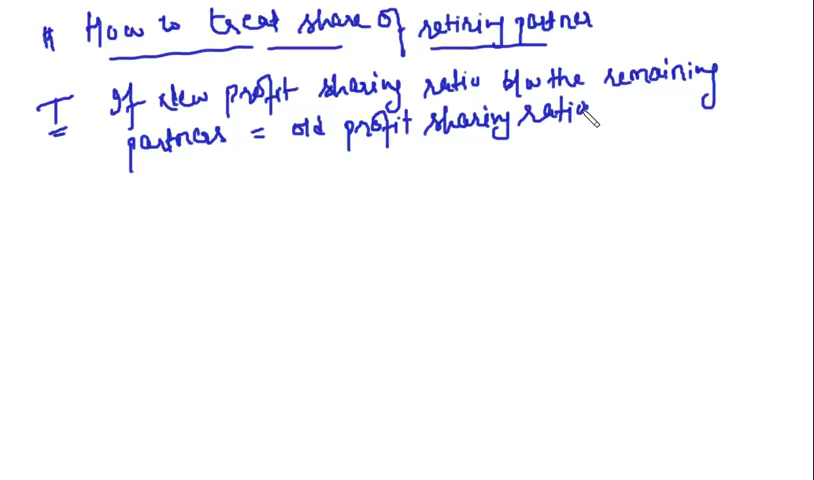 # How to treat share of retiring partner
I If New profit sharing ratio b/w the remaining
partners = old profit sharing ratio